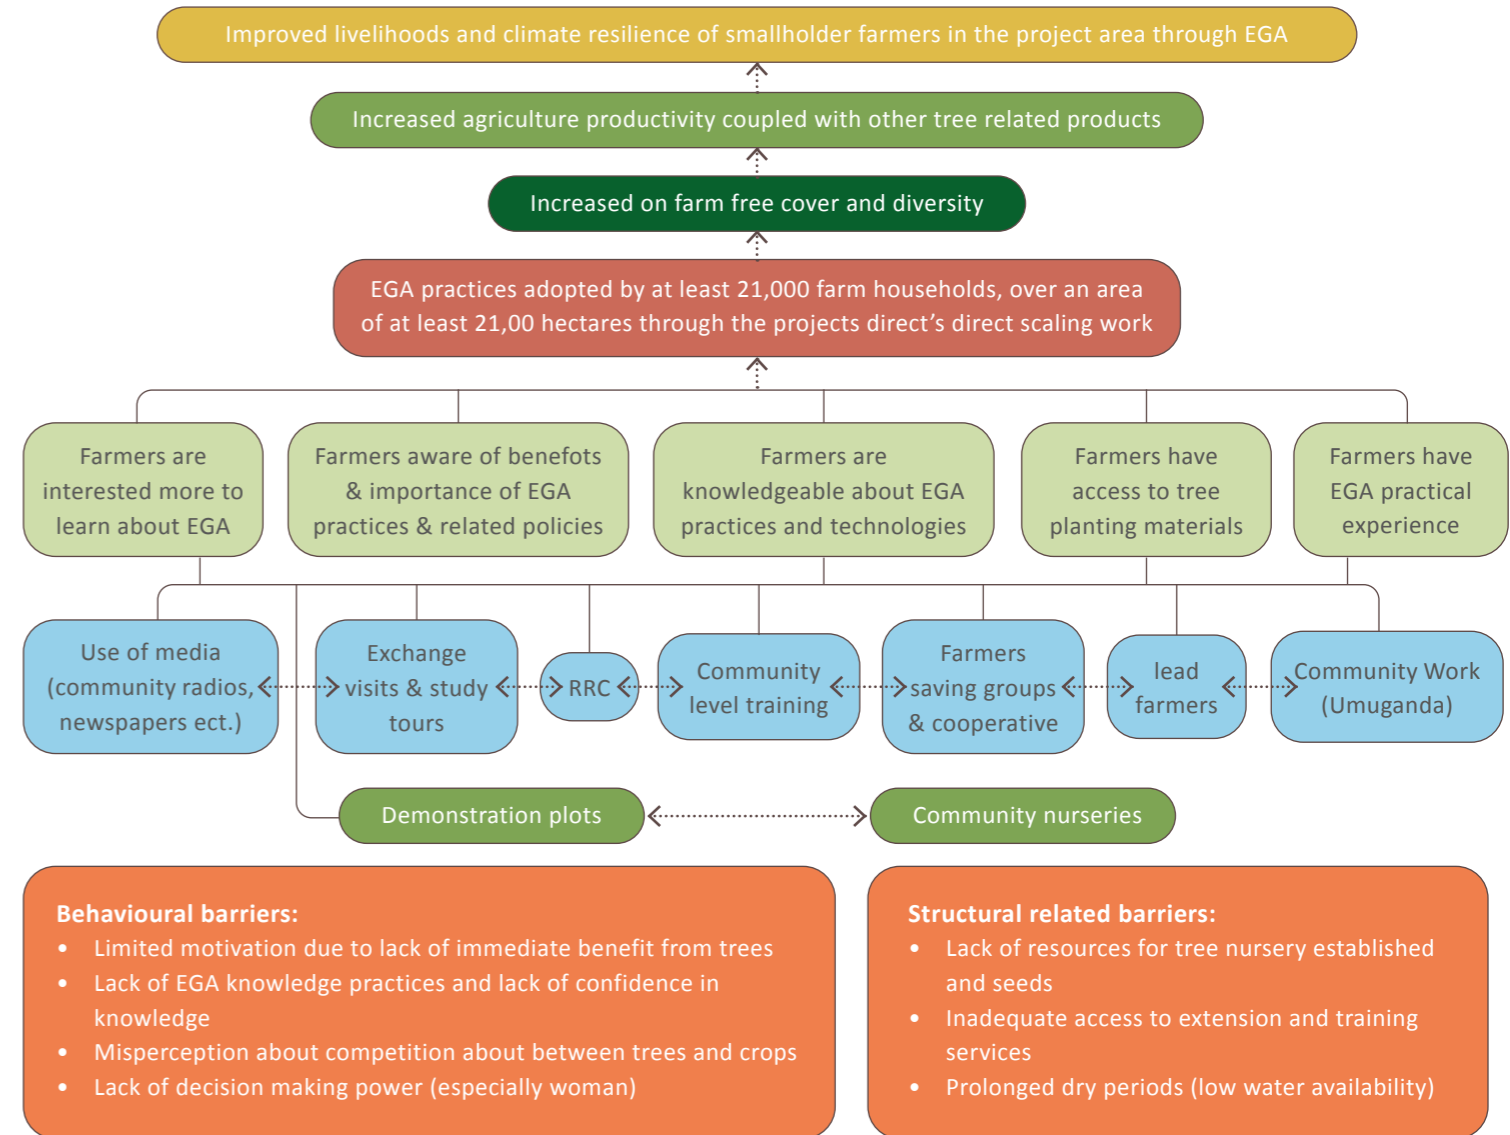 Improved livelihoods and climate resilience of smallholder farmers in the project area through EGA
Increased agriculture productivity coupled with other tree related products
Increased on farm free cover and diversity
EGA practices adopted by at least 21,000 farm households, over an area
of at least 21,00 hectares through the projects direct's direct scaling work
Farmers are
interested more to
learn about EGA
Farmers aware of benefots
& importance of EGA
practices & related policies
Farmers are
knowledgeable about EGA
practices and technologies
Farmers have
access to tree
planting materials
Farmers have
EGA practical
experience
Use of media
(community radios,
newspapers ect.)
Exchange
visits & study
tours
RRC
Community
level training
Farmers
saving groups
& cooperative
lead
farmers
Community Work
(Umuganda)
Demonstration plots
Community nurseries
Behavioural barriers:
• Limited motivation due to lack of immediate benefit from trees
• Lack of EGA knowledge practices and lack of confidence in
knowledge
• Misperception about competition about between trees and crops
• Lack of decision making power (especially woman)
Structural related barriers:
• Lack of resources for tree nursery established
and seeds
• Inadequate access to extension and training
services
• Prolonged dry periods (low water availability)